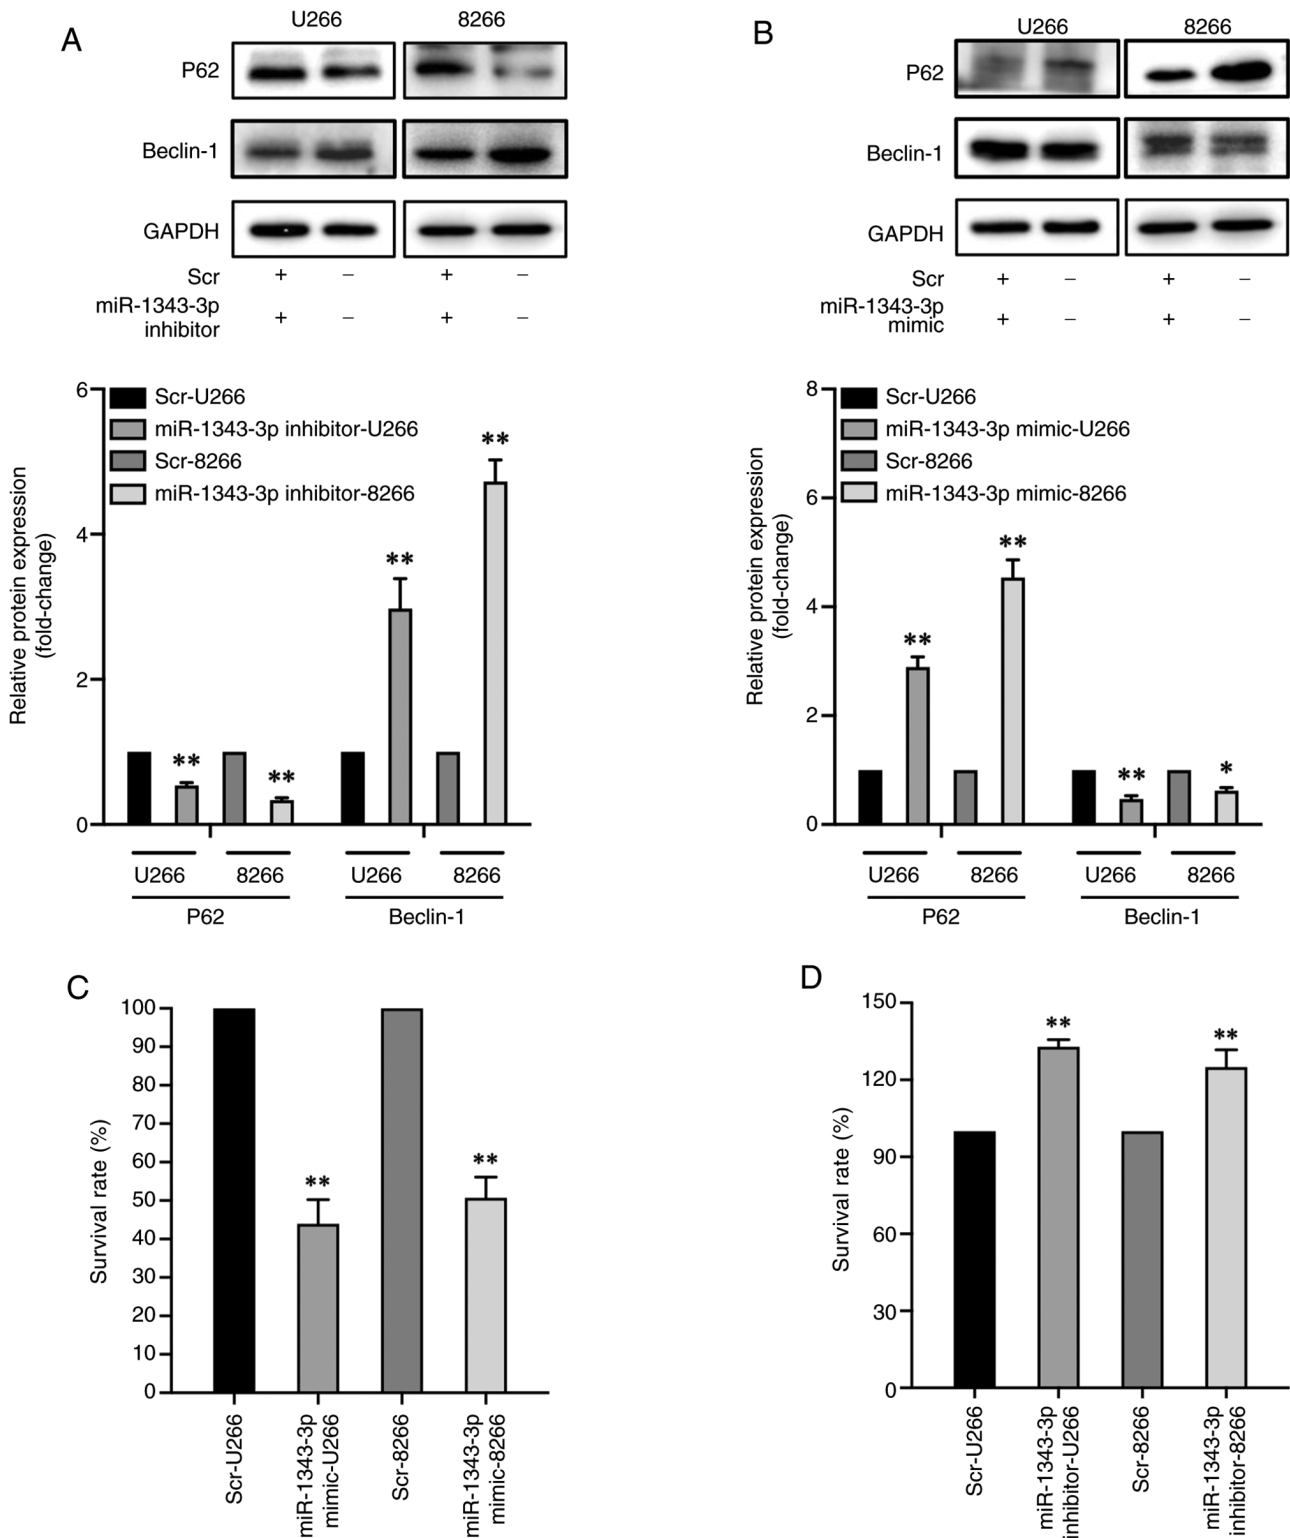 A
U266 8266
P62
Beclin-1
GAPDH
Scr + − + −
miR-1343-3p
inhibitor + − + −
6
4
2
0
Relative protein expression
(fold-change)
Scr-U266
miR-1343-3p inhibitor-U266
Scr-8266
miR-1343-3p inhibitor-8266
** ** ** **
U266 8266 U266 8266
P62 Beclin-1
B
U266 8266
P62
Beclin-1
GAPDH
Scr + − + −
miR-1343-3p
mimic + − + −
8
6
4
2
0
Relative protein expression
(fold-change)
Scr-U266
miR-1343-3p mimic-U266
Scr-8266
miR-1343-3p mimic-8266
** ** ** *
U266 8266 U266 8266
P62 Beclin-1
C
100
90
80
70
60
50
40
30
20
10
0
Survival rate (%)
** **
Scr-U266
miR-1343-3p
mimic-U266
Scr-8266
miR-1343-3p
mimic-8266
D
150
120
90
60
30
0
Survival rate (%)
** **
Scr-U266
miR-1343-3p
inhibitor-U266
Scr-8266
miR-1343-3p
inhibitor-8266